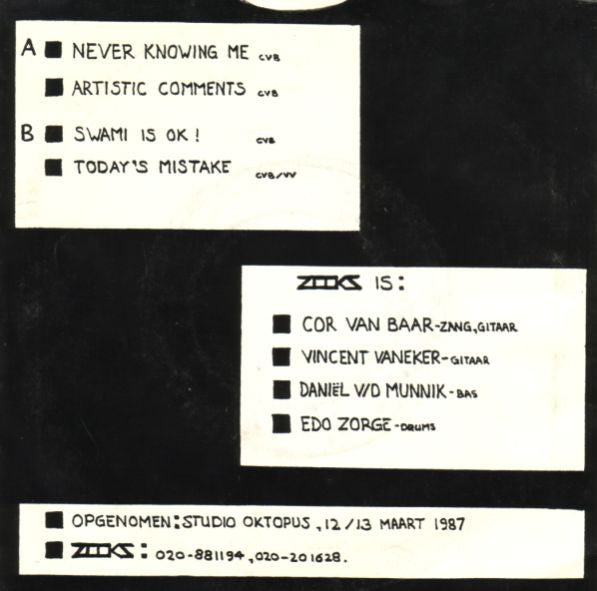 A NEVER KNOWING ME CVB
ARTISTIC COMMENTS CVB
B SWAMI IS OK! CVB
TODAY'S MISTAKE CVB/VV
ZEEKS IS:
COR VAN BAAR-ZANG,GITAAR
VINCENT VANEKER-GITAAR
DANIËL V/D MUNNIK-BAS
EDO ZORGE-DRUMS
OPGENOMEN:STUDIO OKTOPUS,12/13 MAART 1987
ZEEKS: 020-881194,020-201628.